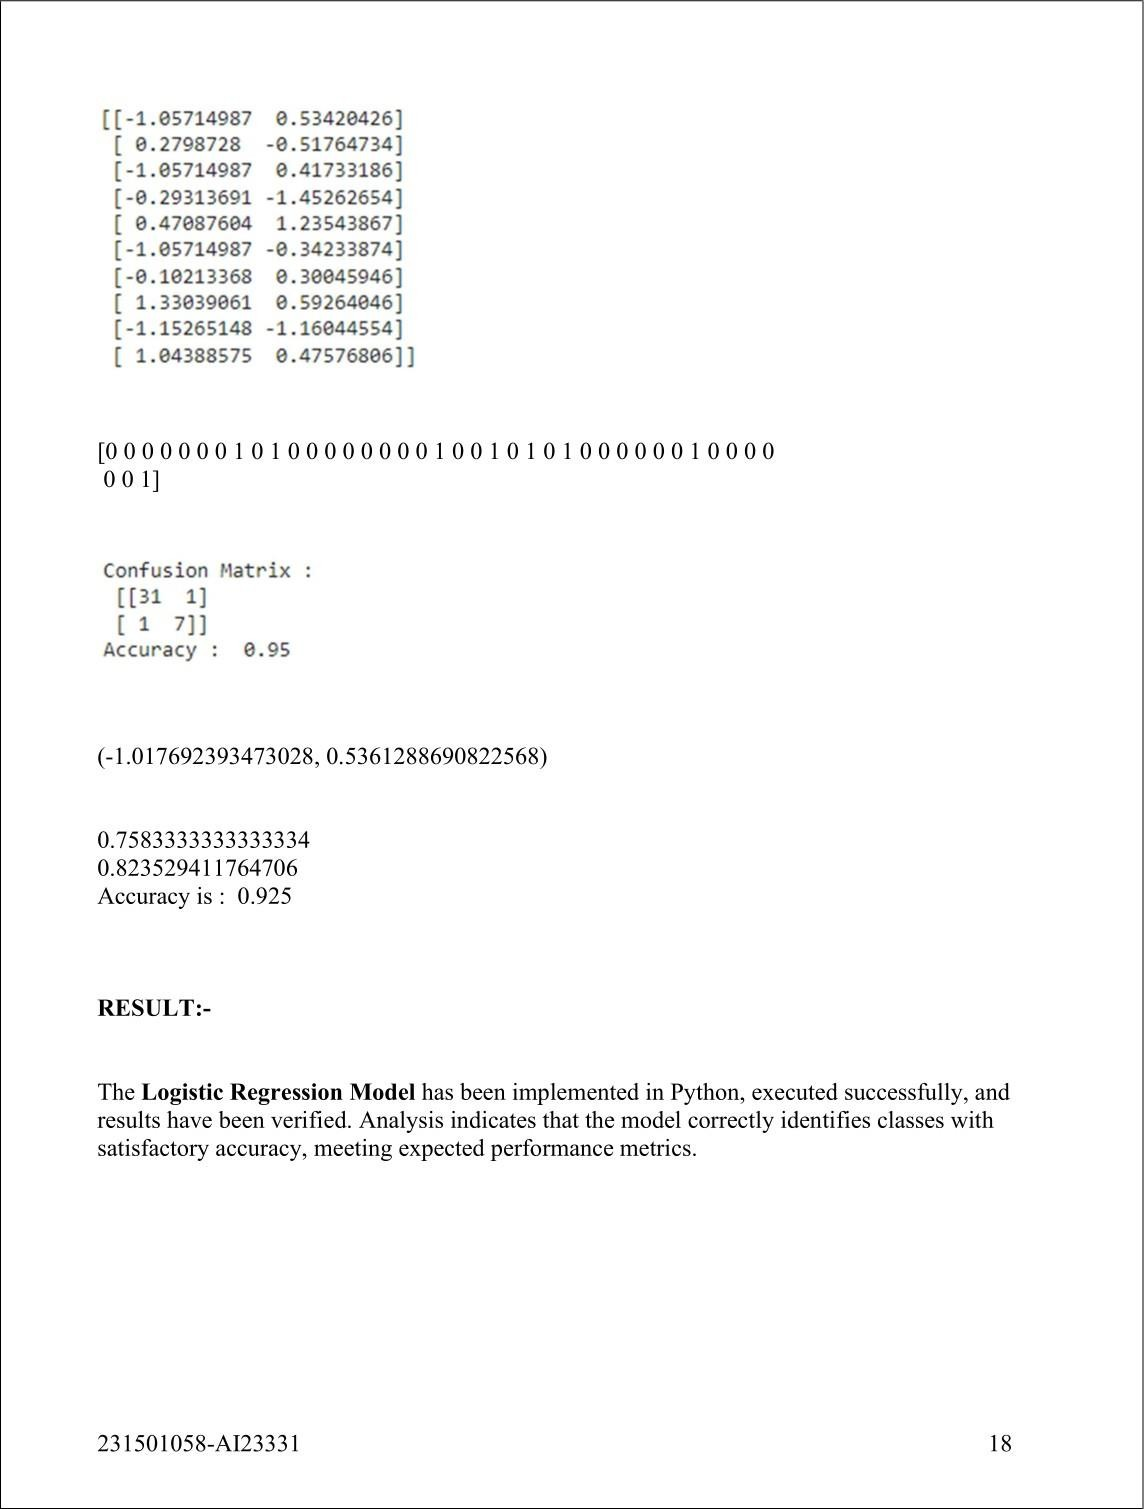 [[-1.05714987  0.53420426]
[ 0.2798728  -0.51764734]
[-1.05714987  0.41733186]
[-0.29313691 -1.45262654]
[ 0.47087604  1.23543867]
[-1.05714987 -0.34233874]
[-0.10213368  0.30045946]
[ 1.33039061  0.59264046]
[-1.15265148 -1.16044554]
[ 1.04388575  0.47576806]]
[0 0 0 0 0 0 0 1 0 1 0 0 0 0 0 0 0 0 1 0 0 1 0 1 0 1 0 0 0 0 0 0 1 0 0 0 0
0 0 1]
Confusion Matrix :
[[31  1]
[ 1  7]]
Accuracy :  0.95
(-1.017692393473028, 0.5361288690822568)
0.7583333333333334
0.823529411764706
Accuracy is :  0.925
RESULT:-
The Logistic Regression Model has been implemented in Python, executed successfully, and
results have been verified. Analysis indicates that the model correctly identifies classes with
satisfactory accuracy, meeting expected performance metrics.
231501058-AI23331 18